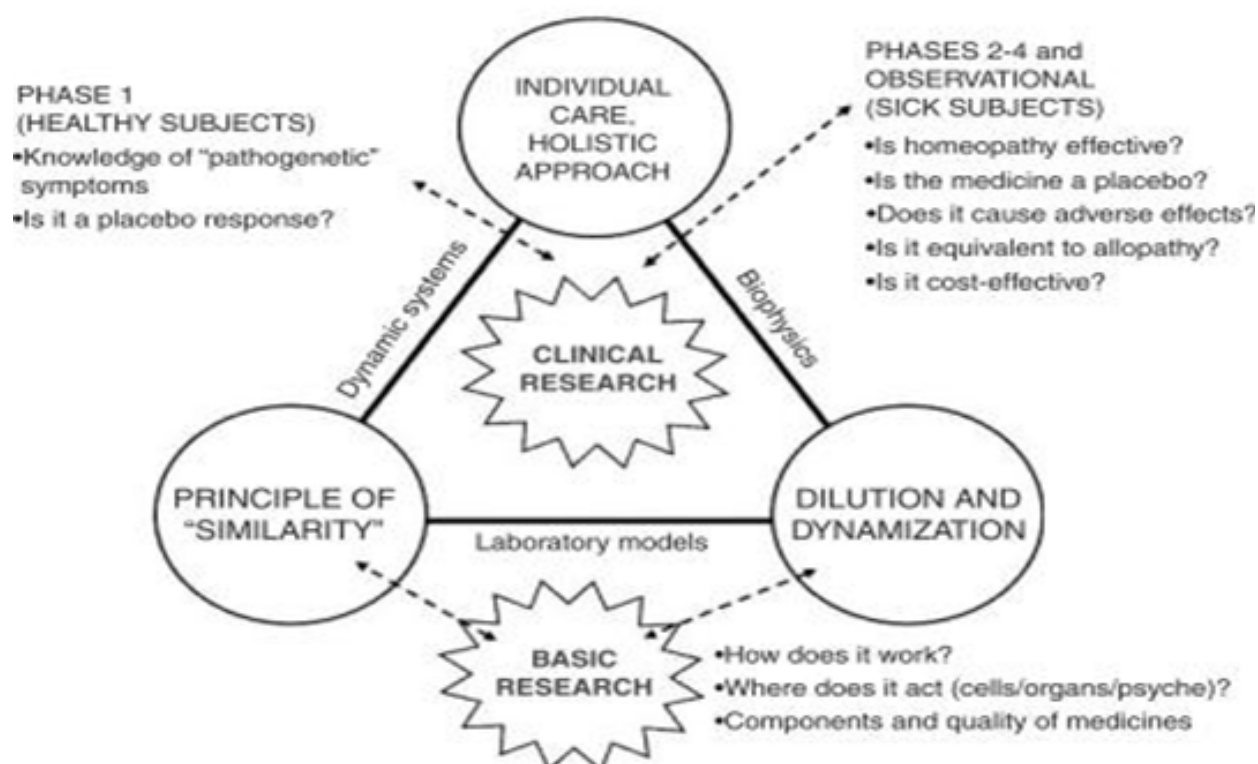 PHASE 1
(HEALTHY SUBJECTS)
•Knowledge of “pathogenetic”
symptoms
•Is it a placebo response?
INDIVIDUAL
CARE,
HOLISTIC
APPROACH
PHASES 2-4 and
OBSERVATIONAL
(SICK SUBJECTS)
•Is homeopathy effective?
•Is the medicine a placebo?
•Does it cause adverse effects?
•Is it equivalent to allopathy?
•Is it cost-effective?
Dynamic systems
Biophysics
CLINICAL
RESEARCH
PRINCIPLE OF
“SIMILARITY”
Laboratory models
DILUTION AND
DYNAMIZATION
BASIC
RESEARCH
•How does it work?
•Where does it act (cells/organs/psyche)?
•Components and quality of medicines